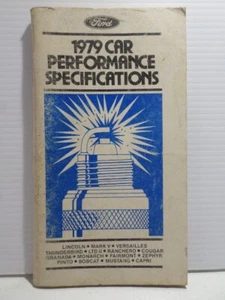 Ford
1979 CAR
PERFORMANCE
SPECIFICATIONS
LINCOLN • MARK V • VERSAILLES
THUNDERBIRD • LTD II • RANCHERO • COUGAR
GRANADA • MONARCH • FAIRMONT • ZEPHYR
PINTO • BOBCAT • MUSTANG • CAPRI